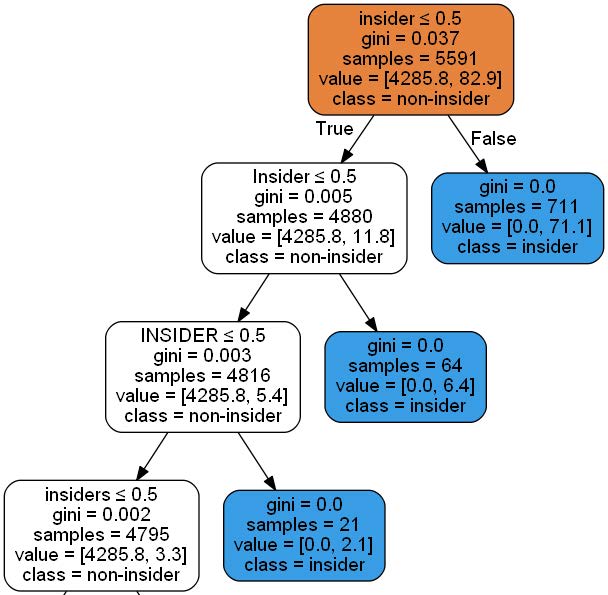 insider ≤ 0.5
gini = 0.037
samples = 5591
value = [4285.8, 82.9]
class = non-insider
True
False
Insider ≤ 0.5
gini = 0.005
samples = 4880
value = [4285.8, 11.8]
class = non-insider
gini = 0.0
samples = 711
value = [0.0, 71.1]
class = insider
INSIDER ≤ 0.5
gini = 0.003
samples = 4816
value = [4285.8, 5.4]
class = non-insider
gini = 0.0
samples = 64
value = [0.0, 6.4]
class = insider
insiders ≤ 0.5
gini = 0.002
samples = 4795
value = [4285.8, 3.3]
class = non-insider
gini = 0.0
samples = 21
value = [0.0, 2.1]
class = insider